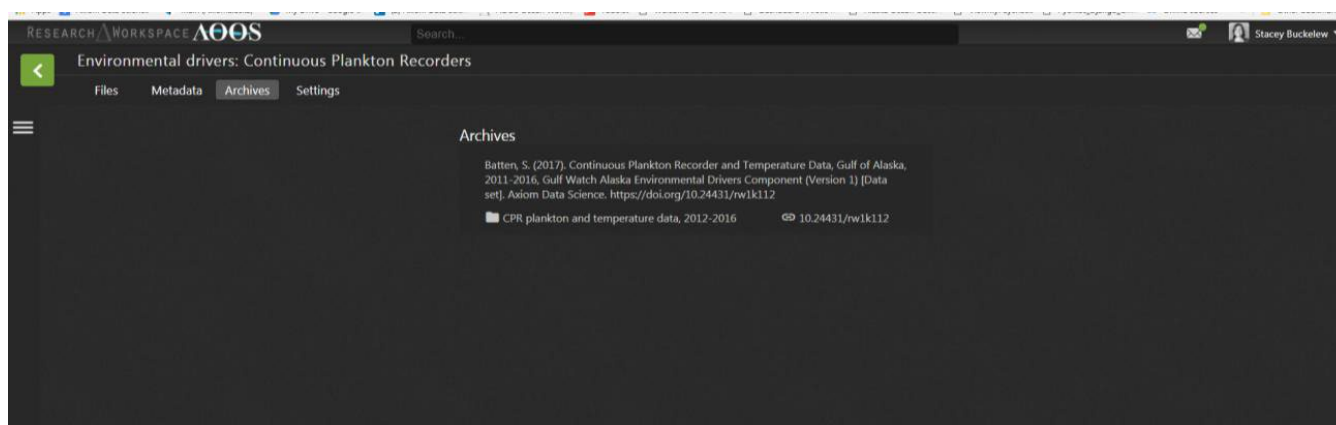 RESEARCH WORKSPACE AOOS
Search...
Stacey Buckelew
Environmental drivers: Continuous Plankton Recorders
Files Metadata Archives Settings
Archives
Batten, S. (2017). Continuous Plankton Recorder and Temperature Data, Gulf of Alaska,
2011-2016, Gulf Watch Alaska Environmental Drivers Component (Version 1) [Data
set]. Axiom Data Science. https://doi.org/10.24431/rw1k112
CPR plankton and temperature data, 2012-2016 10.24431/rw1k112